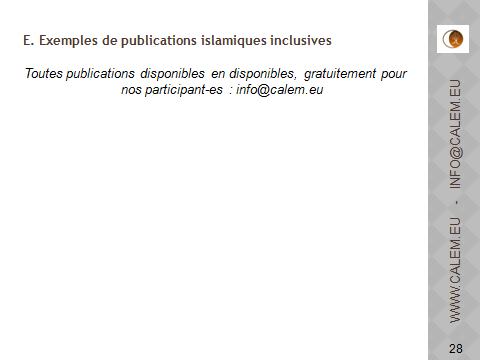 E. Exemples de publications islamiques inclusives
Toutes publications disponibles en disponibles, gratuitement pour
nos participant-es : info@calem.eu
WWW.CALEM.EU - INFO@CALEM.EU
28